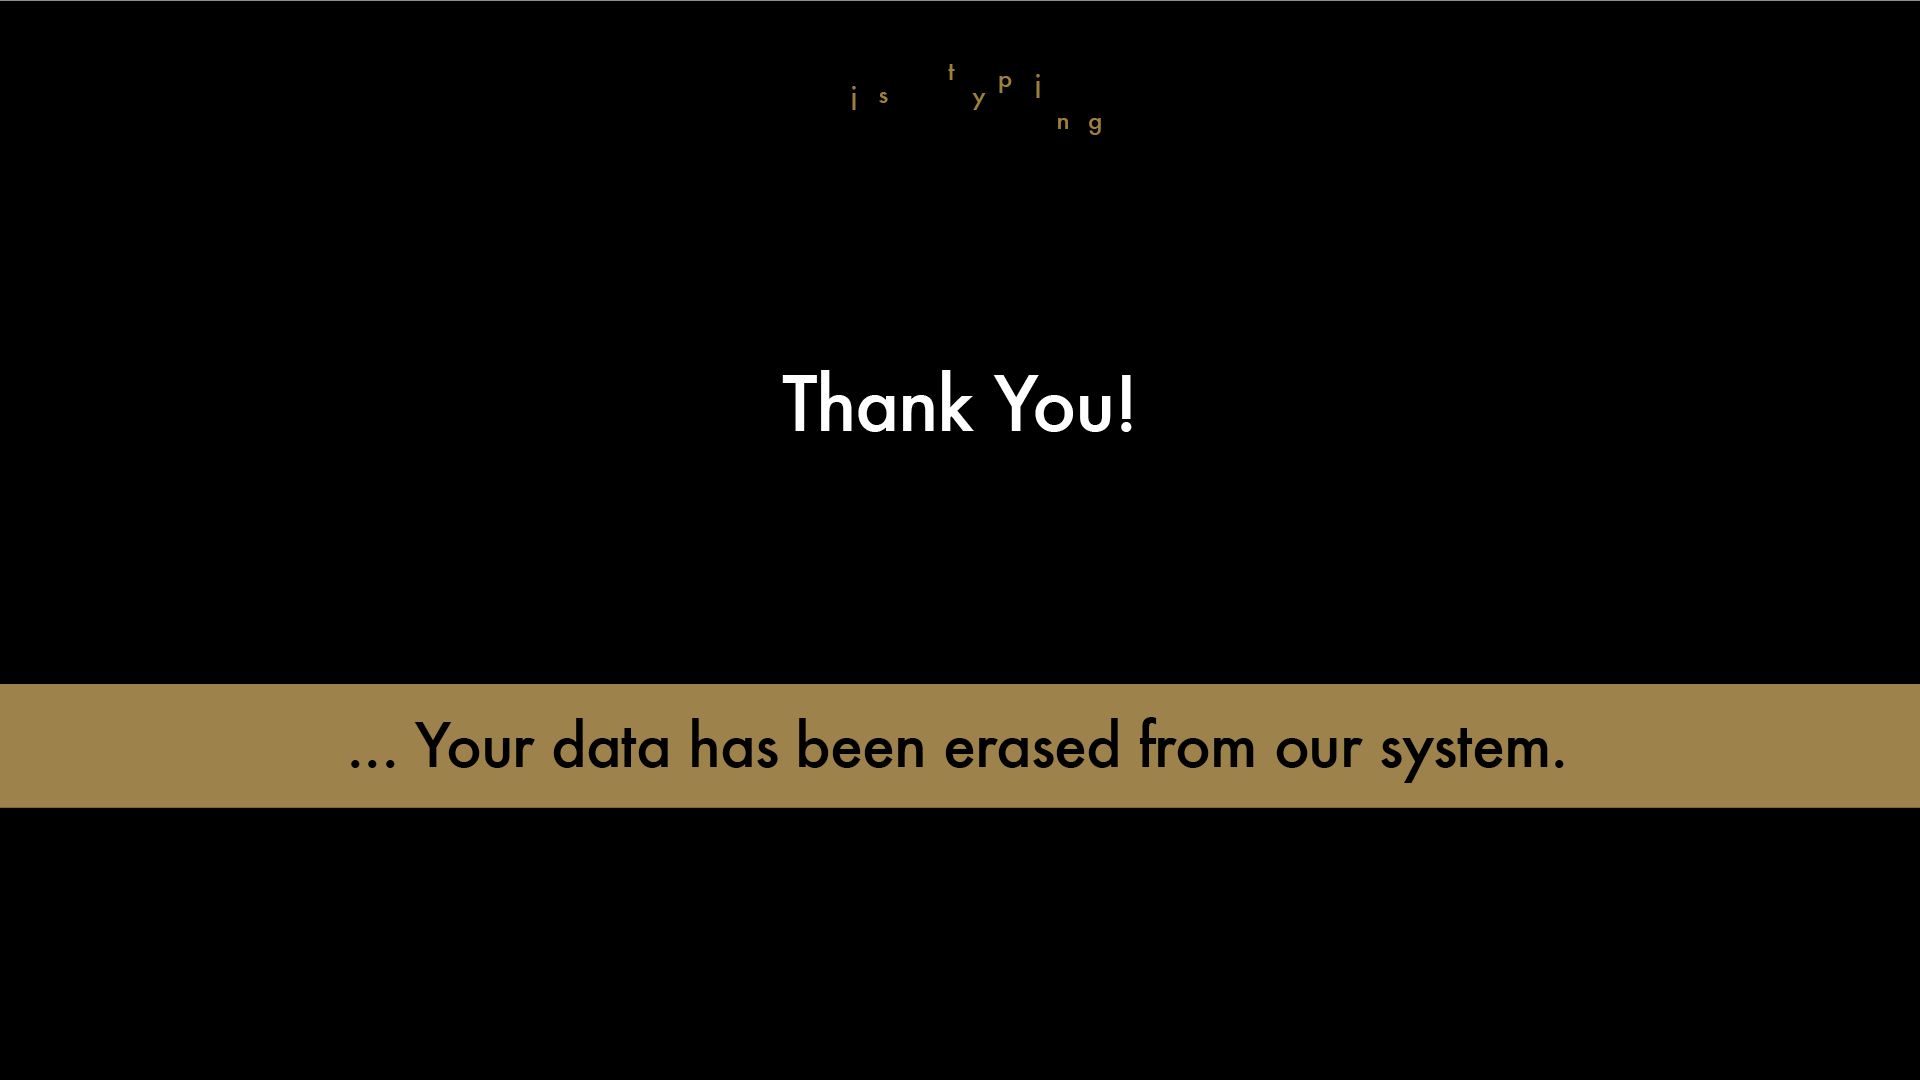 is typing
Thank You!
... Your data has been erased from our system.